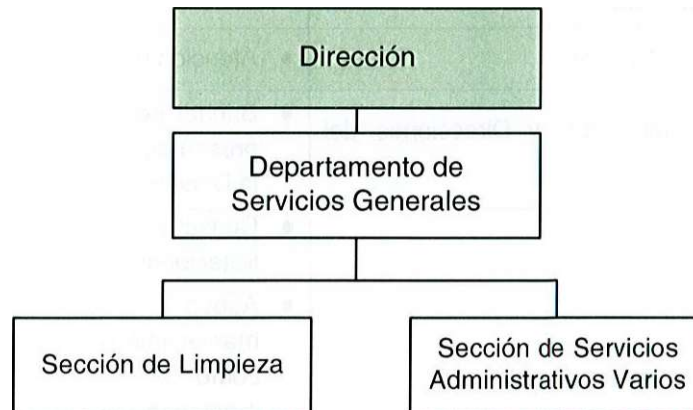 Dirección
Departamento de
Servicios Generales
Sección de Limpieza
Sección de Servicios
Administrativos Varios